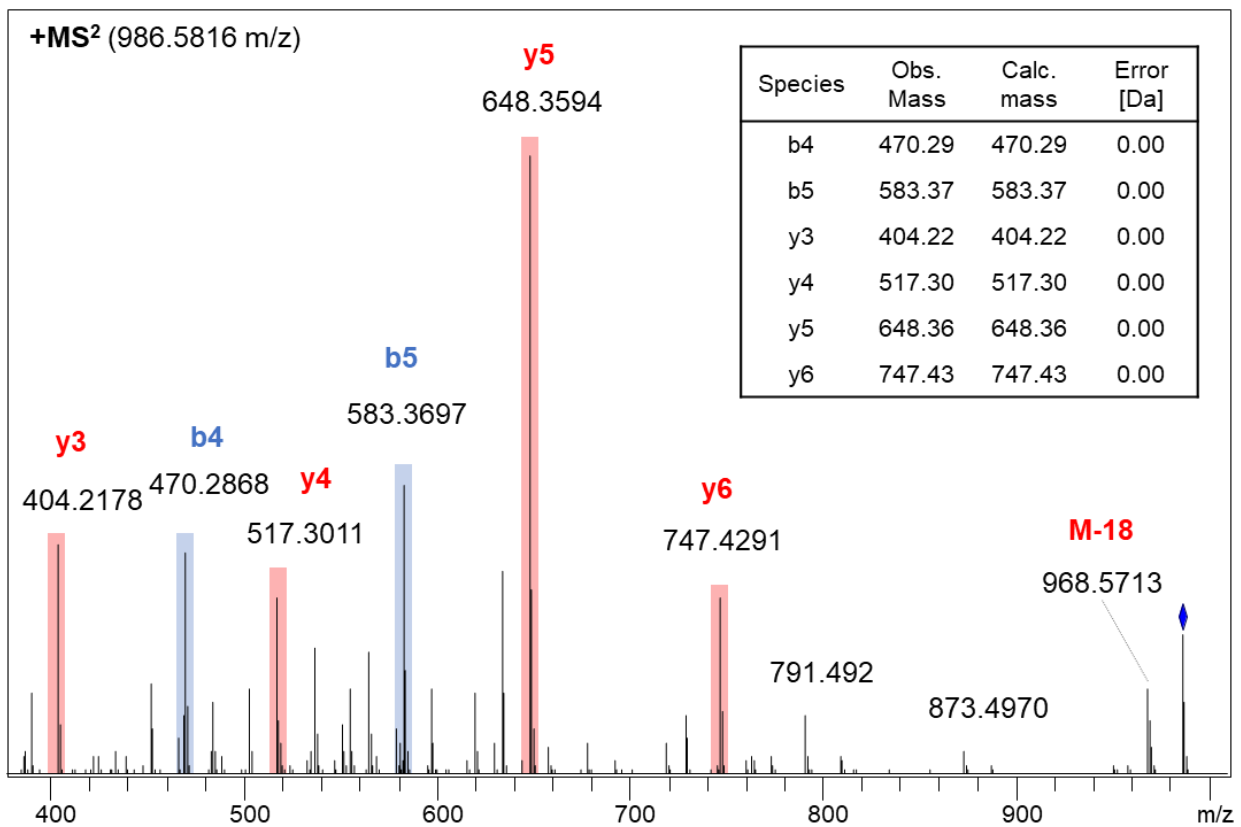 +MS² (986.5816 m/z)
y5
648.3594
Species Obs. Mass Calc. mass Error [Da]
b4 470.29 470.29 0.00
b5 583.37 583.37 0.00
y3 404.22 404.22 0.00
y4 517.30 517.30 0.00
y5 648.36 648.36 0.00
y6 747.43 747.43 0.00
b5
583.3697
y3
404.2178
b4
470.2868
y4
517.3011
y6
747.4291
M-18
968.5713
791.492
873.4970
400 500 600 700 800 900 m/z